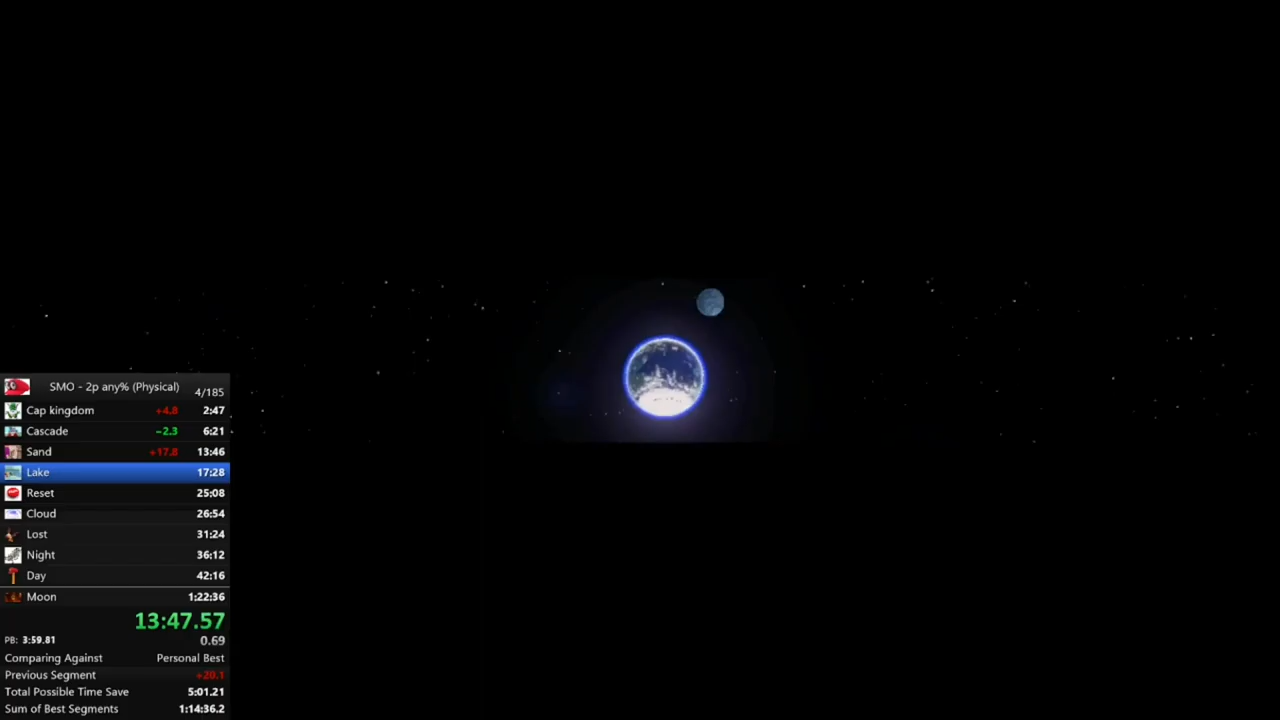 SMO - 2p any% (Physical) 4/185
Cap kingdom +4.8 2:47
Cascade −2.3 6:21
Sand +17.8 13:46
Lake 17:28
Reset 25:08
Cloud 26:54
Lost 31:24
Night 36:12
Day 42:16
Moon 1:22:36
13:47.57
PB: 3:59.81 0.69
Comparing Against Personal Best
Previous Segment +20.1
Total Possible Time Save 5:01.21
Sum of Best Segments 1:14:36.2